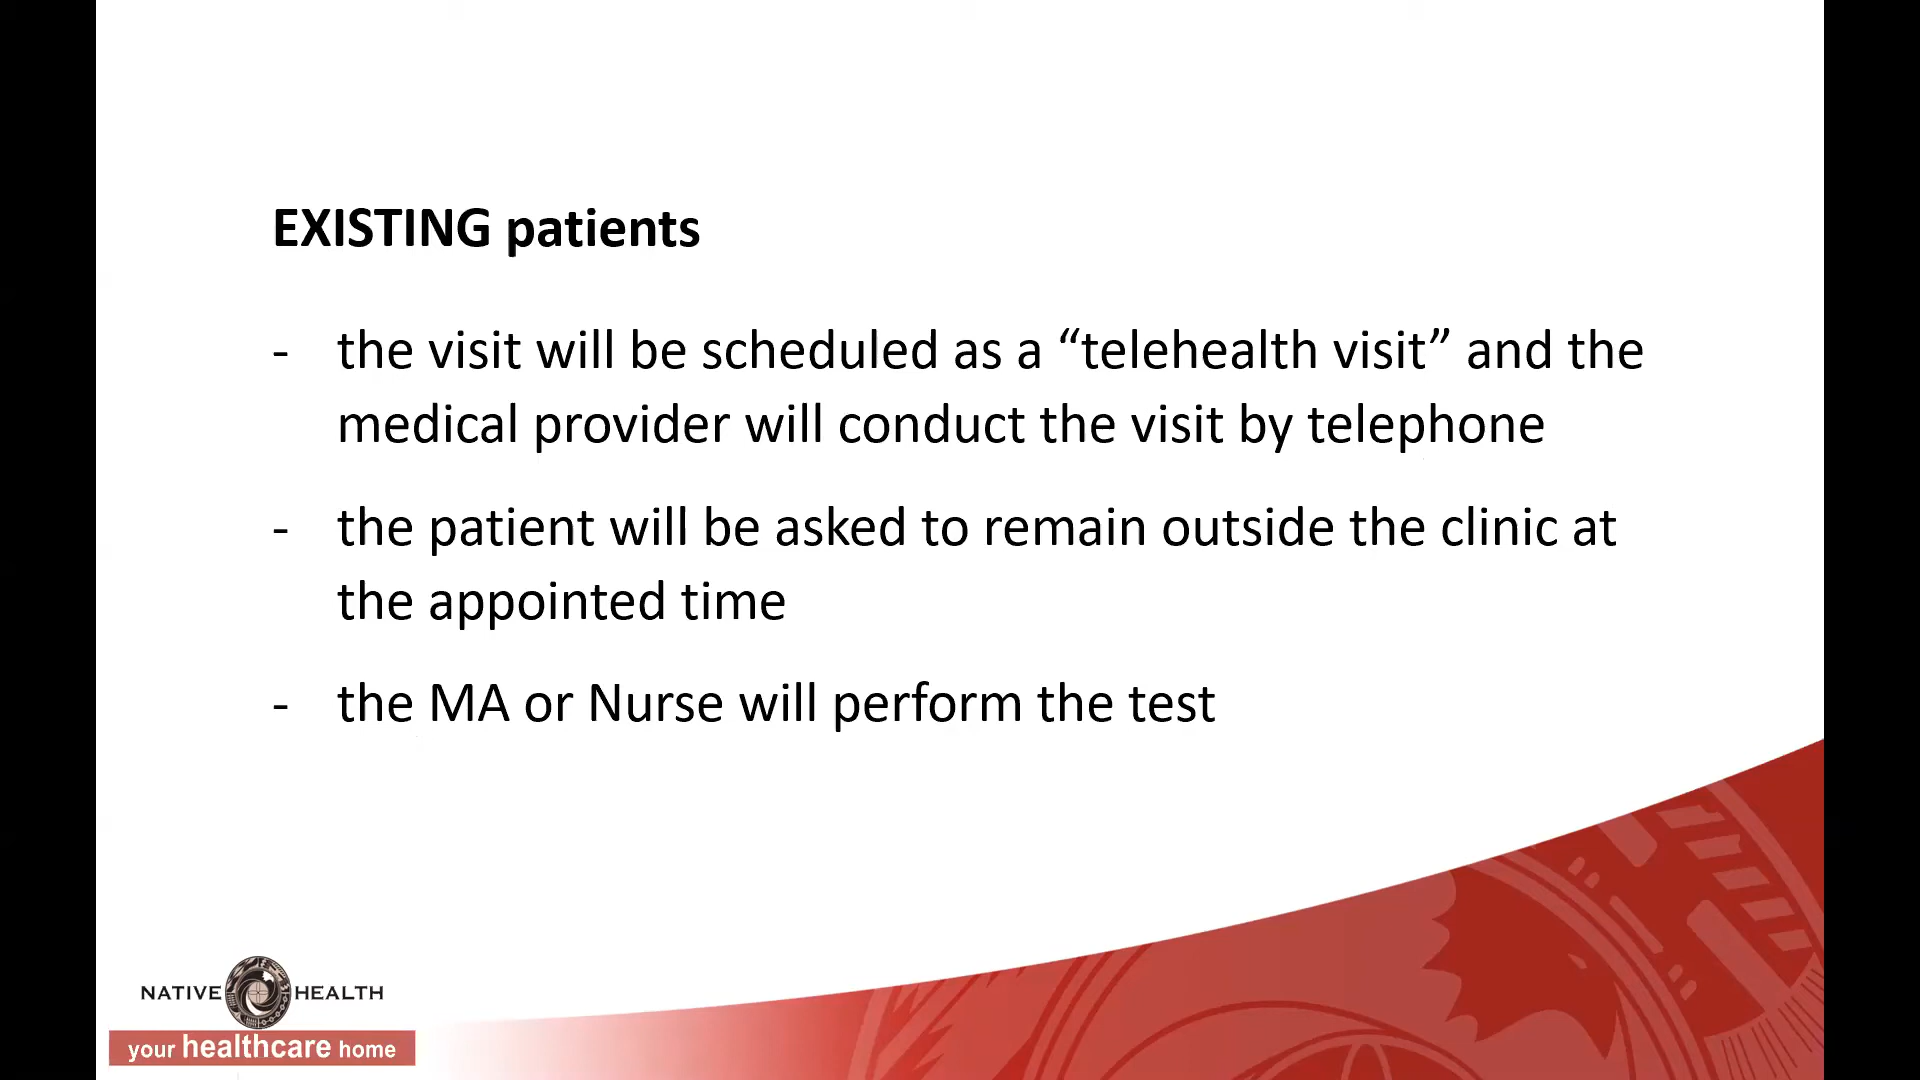 EXISTING patients
- the visit will be scheduled as a “telehealth visit” and the
medical provider will conduct the visit by telephone
- the patient will be asked to remain outside the clinic at
the appointed time
- the MA or Nurse will perform the test
NATIVE HEALTH
your healthcare home